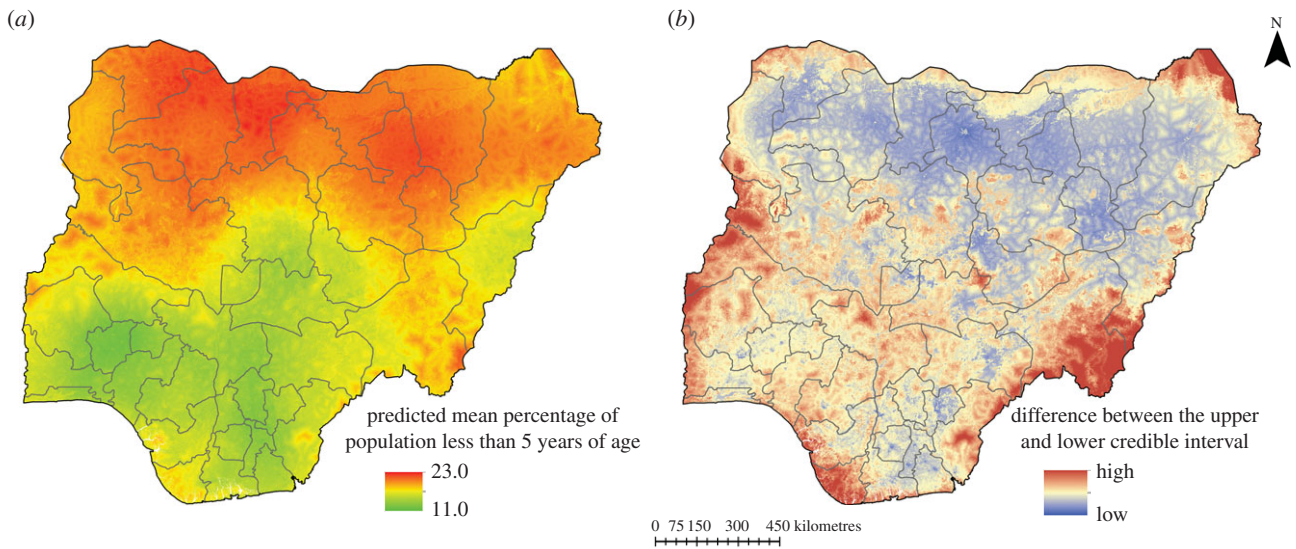 (a)
(b)
N
predicted mean percentage of
population less than 5 years of age
23.0
11.0
difference between the upper
and lower credible interval
high
low
0 75 150 300 450 kilometres